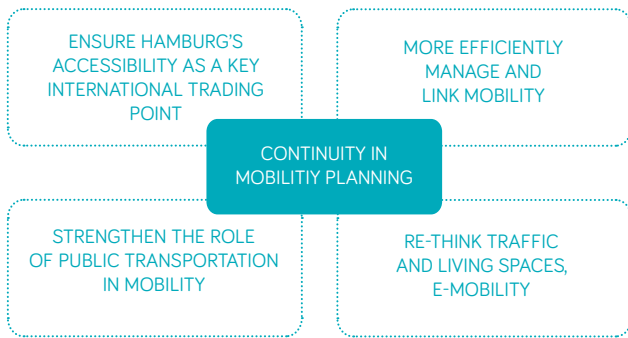 ENSURE HAMBURG'S
ACCESSIBILITY AS A KEY
INTERNATIONAL TRADING
POINT
MORE EFFICIENTLY
MANAGE AND
LINK MOBILITY
CONTINUITY IN
MOBILITIY PLANNING
STRENGTHEN THE ROLE
OF PUBLIC TRANSPORTATION
IN MOBILITY
RE-THINK TRAFFIC
AND LIVING SPACES,
E-MOBILITY